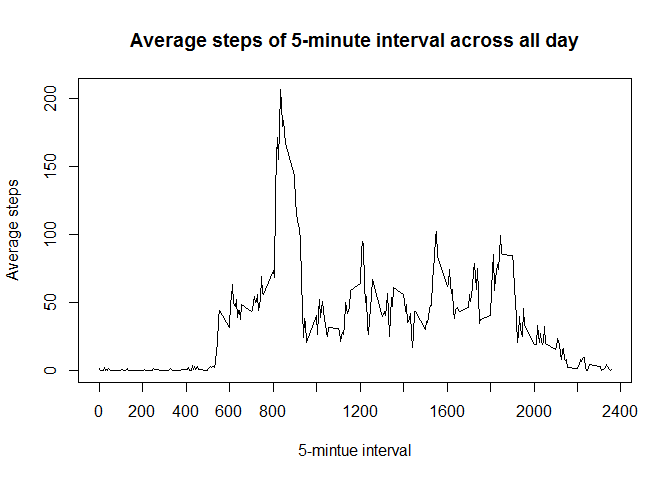 Average steps of 5-minute interval across all day
Average steps
200
150
100
50
0
0 200 400 600 800 1200 1600 2000 2400
5-mintue interval